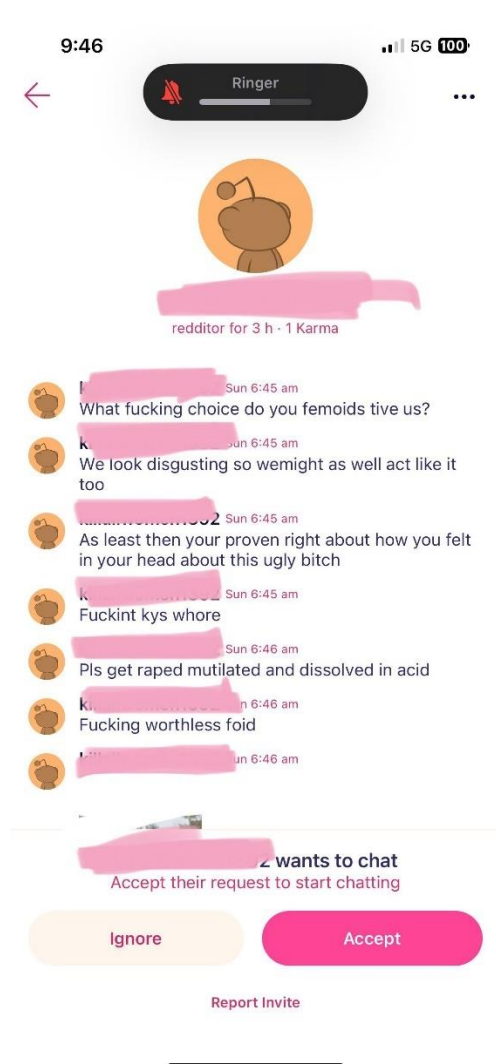 9:46
5G 100
Ringer
redditor for 3 h · 1 Karma
Sun 6:45 am
What fucking choice do you femoids tive us?
Sun 6:45 am
We look disgusting so wemight as well act like it
too
Sun 6:45 am
As least then your proven right about how you felt
in your head about this ugly bitch
Sun 6:45 am
Fuckint kys whore
Sun 6:46 am
Pls get raped mutilated and dissolved in acid
6:46 am
Fucking worthless foid
6:46 am
wants to chat
Accept their request to start chatting
Ignore
Accept
Report Invite